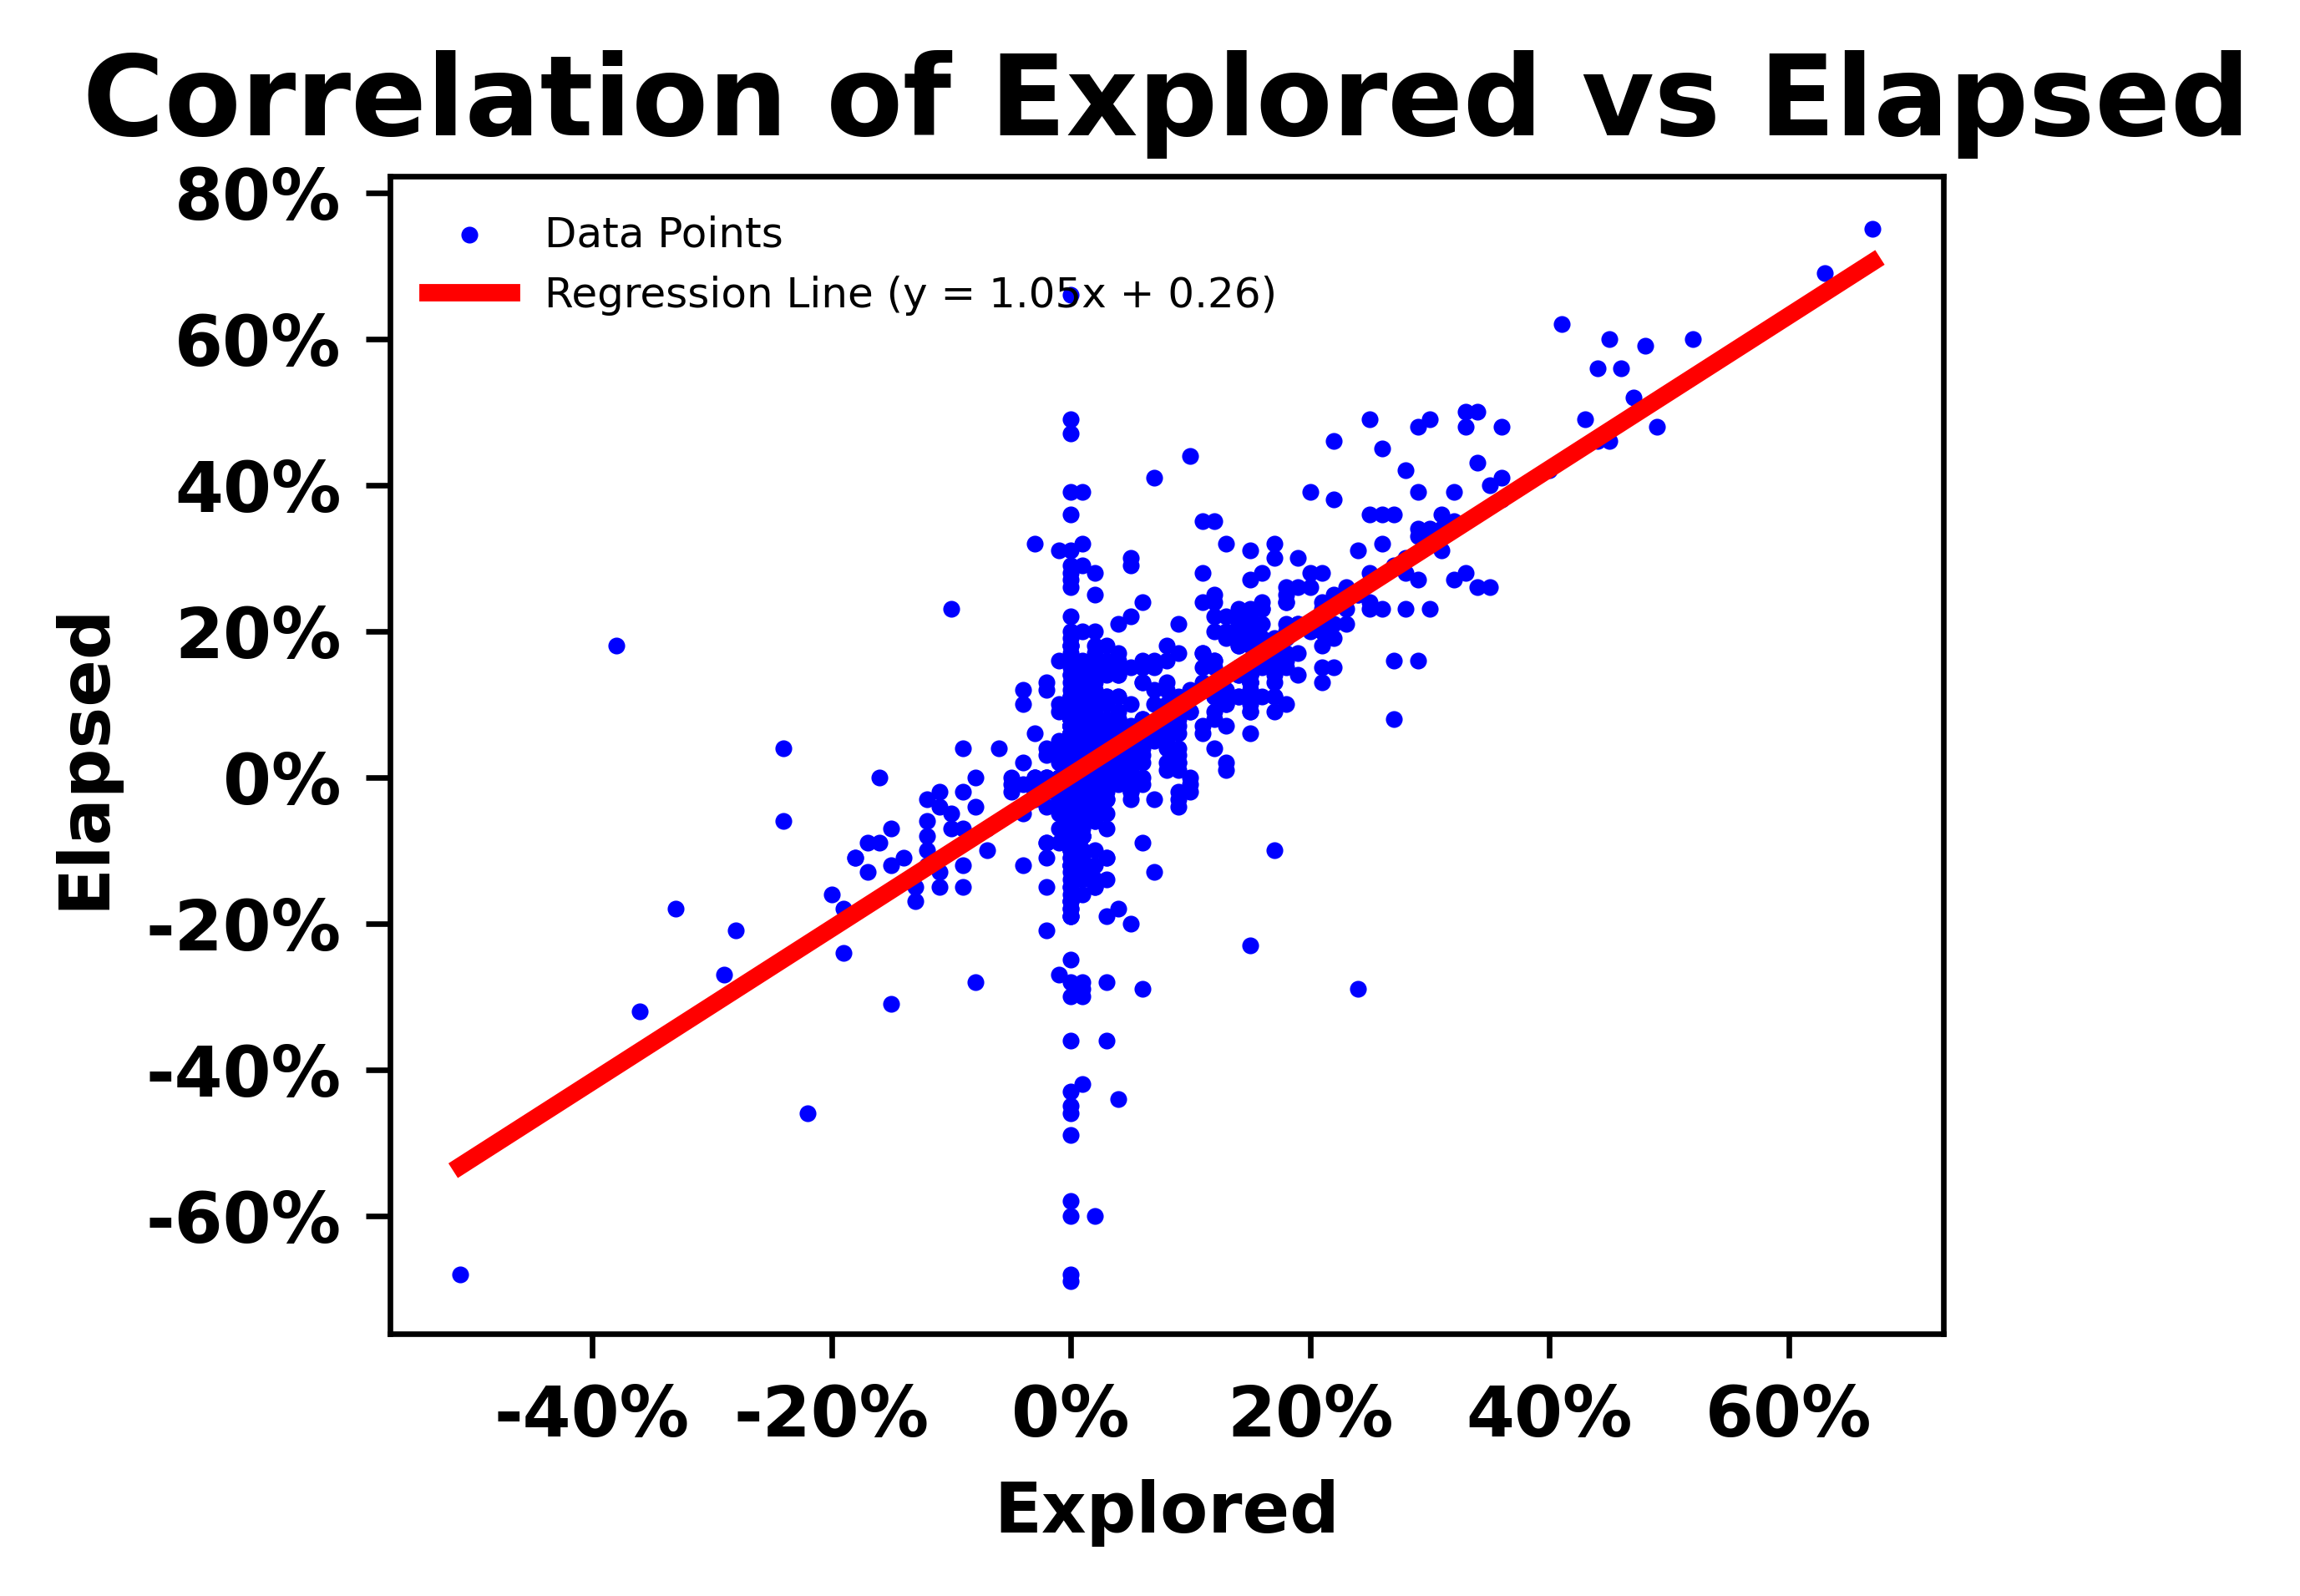 Correlation of Explored vs Elapsed
80%
60%
40%
20%
0%
-20%
-40%
-60%
Elapsed
Data Points
Regression Line (y = 1.05x + 0.26)
-40%
-20%
0%
20%
40%
60%
Explored